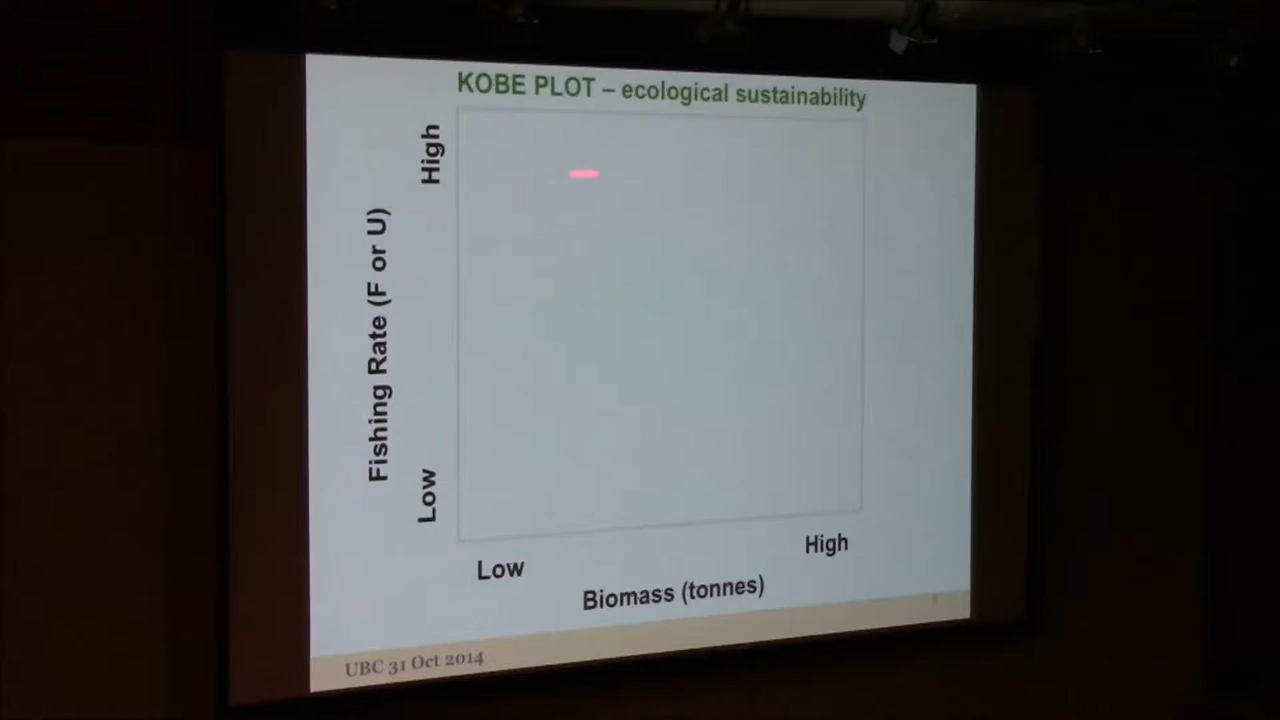 KOBE PLOT – ecological sustainability
High
Fishing Rate (F or U)
Low
Low
High
Biomass (tonnes)
UBC 31 Oct 2014